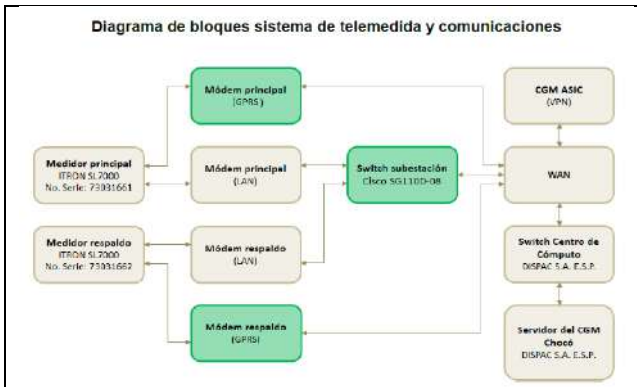 Diagrama de bloques sistema de telemedida y comunicaciones
Módem principal
(GPRS)
CGM ASIC
(VPN)
Medidor principal
ITRON SL7000
No. Serie: 73031661
Módem principal
(LAN)
Switch subestación
Cisco SG110D-08
WAN
Medidor respaldo
ITRON SL7000
No. Serie: 73031662
Módem respaldo
(LAN)
Switch Centro de
Cómputo
DISPAC S.A. E.S.P.
Módem respaldo
(GPRS)
Servidor del CGM
Chocó
DISPAC S.A. E.S.P.